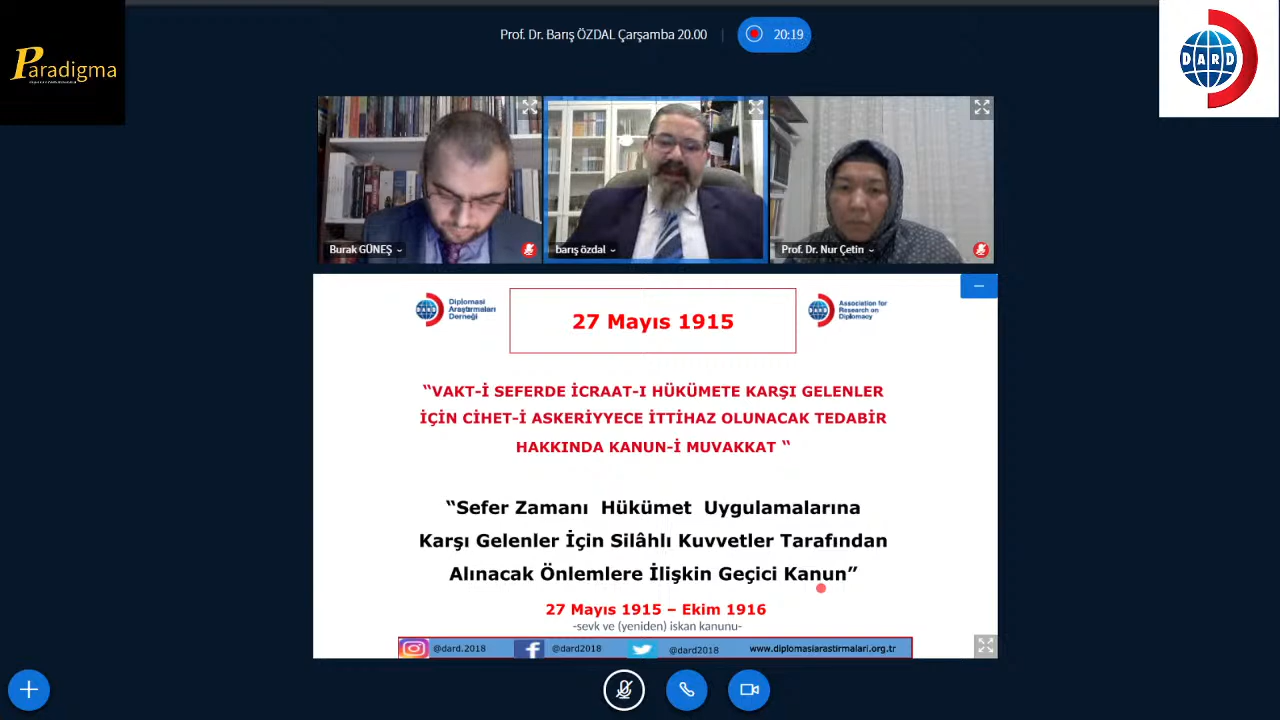 Prof. Dr. Barış ÖZDAL Çarşamba 20.00
20:19
Paradigma
DARD
Burak GÜNEŞ
barış özdal
Prof. Dr. Nur Çetin
DARD
Diplomasi
Araştırmaları
Derneği
27 Mayıs 1915
DARD
Association for
Research on
Diplomacy
“VAKT-İ SEFERDE İCRAAT-I HÜKÜMETE KARŞI GELENLER
İÇİN CİHET-İ ASKERİYYECE İTTİHAZ OLUNACAK TEDABİR
HAKKINDA KANUN-İ MUVAKKAT “
“Sefer Zamanı Hükümet Uygulamalarına
Karşı Gelenler İçin Silâhlı Kuvvetler Tarafından
Alınacak Önlemlere İlişkin Geçici Kanun”
27 Mayıs 1915 – Ekim 1916
-sevk ve (yeniden) iskan kanunu-
@dard.2018
@dard2018
@dard2018
www.diplomasiarastirmalari.org.tr